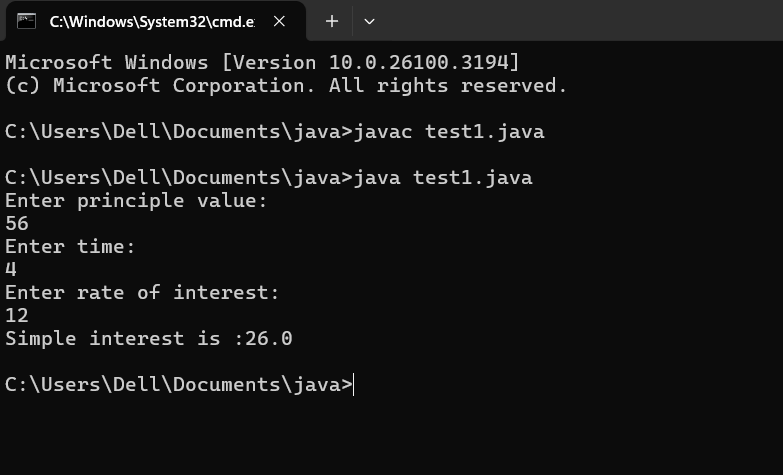 C:\Windows\System32\cmd.e
Microsoft Windows [Version 10.0.26100.3194]
(c) Microsoft Corporation. All rights reserved.
C:\Users\Dell\Documents\java>javac test1.java
C:\Users\Dell\Documents\java>java test1.java
Enter principle value:
56
Enter time:
4
Enter rate of interest:
12
Simple interest is :26.0
C:\Users\Dell\Documents\java>